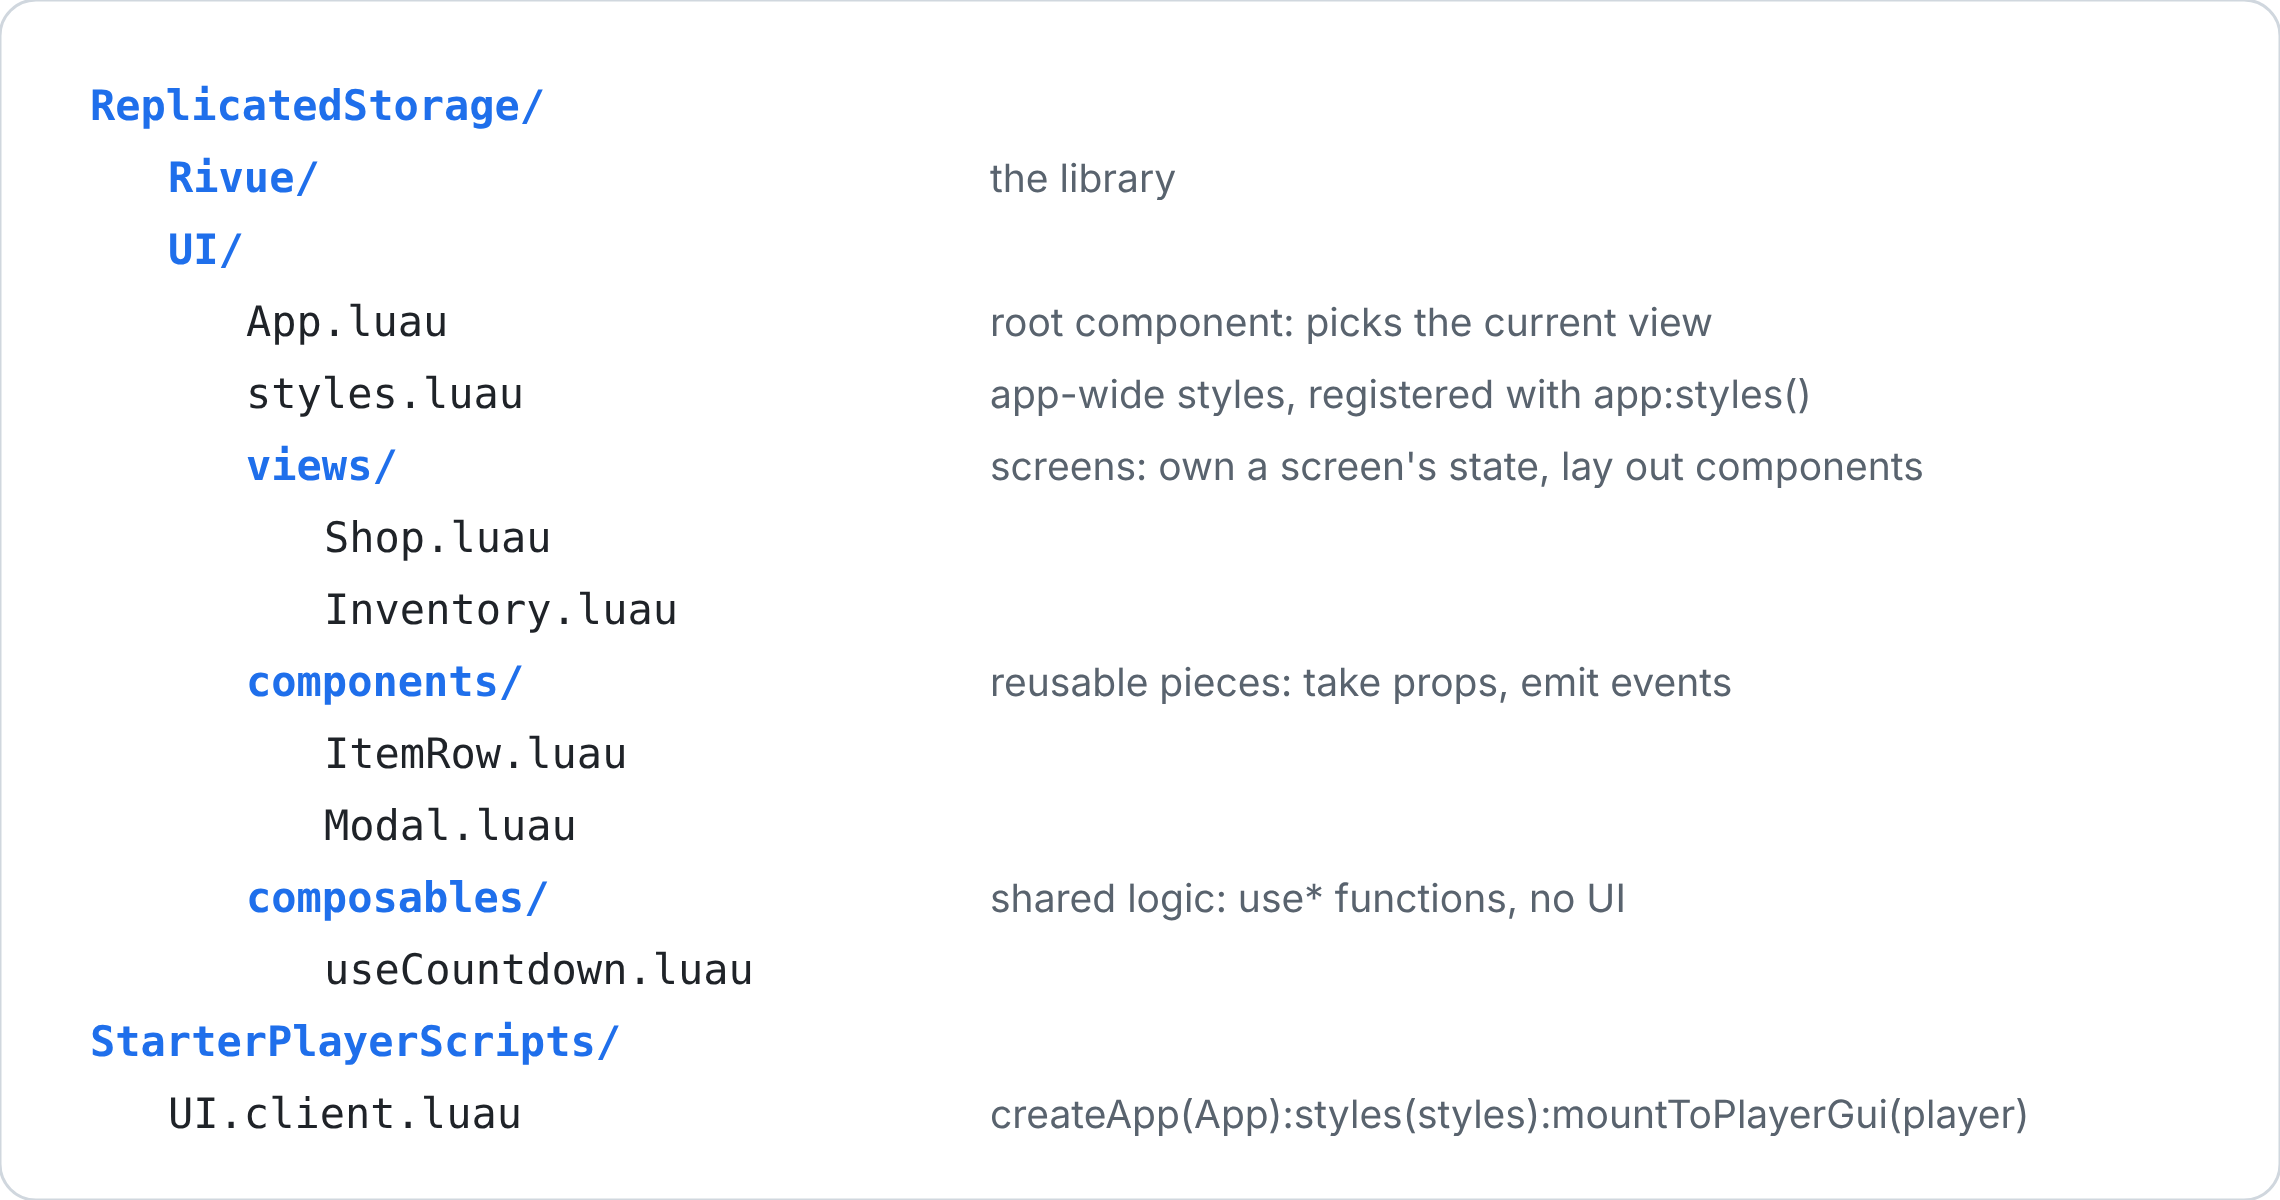 ReplicatedStorage/
Rivue/ the library
UI/
App.luau root component: picks the current view
styles.luau app-wide styles, registered with app:styles()
views/ screens: own a screen's state, lay out components
Shop.luau
Inventory.luau
components/ reusable pieces: take props, emit events
ItemRow.luau
Modal.luau
composables/ shared logic: use* functions, no UI
useCountdown.luau
StarterPlayerScripts/
UI.client.luau createApp(App):styles(styles):mountToPlayerGui(player)